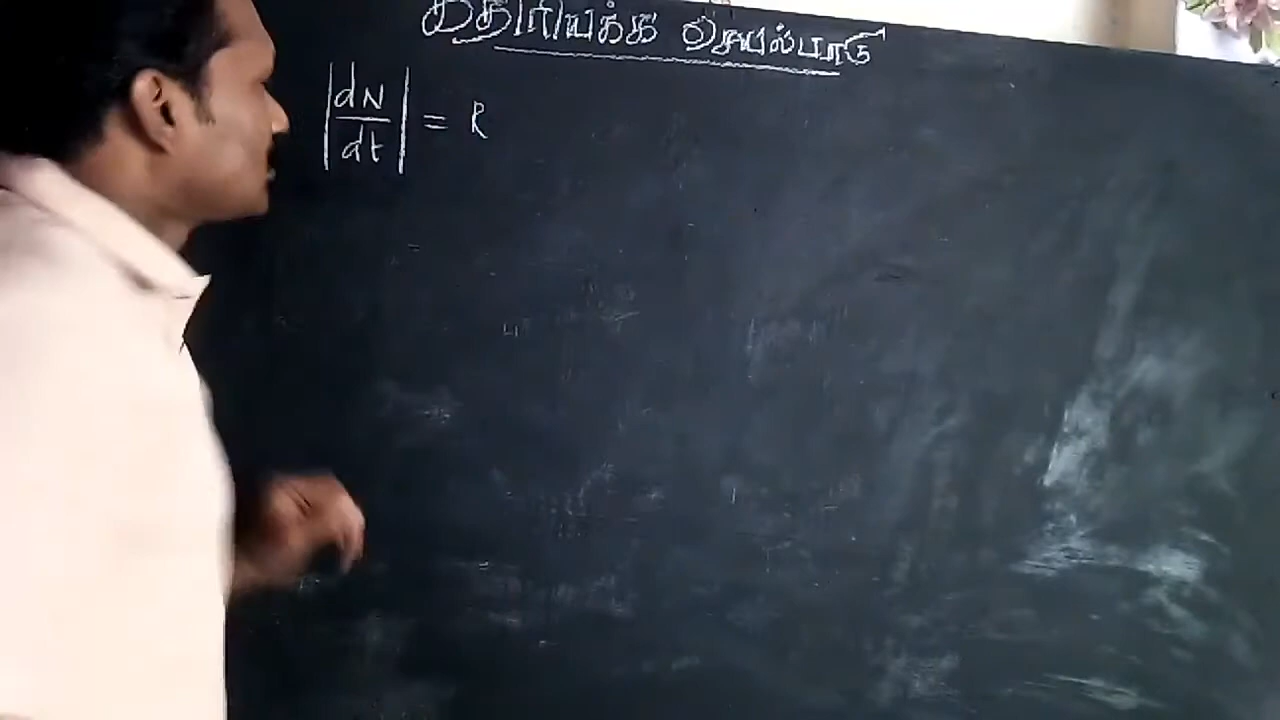 கதிரியக்க செயல்பாடு
|dN/dt| = R